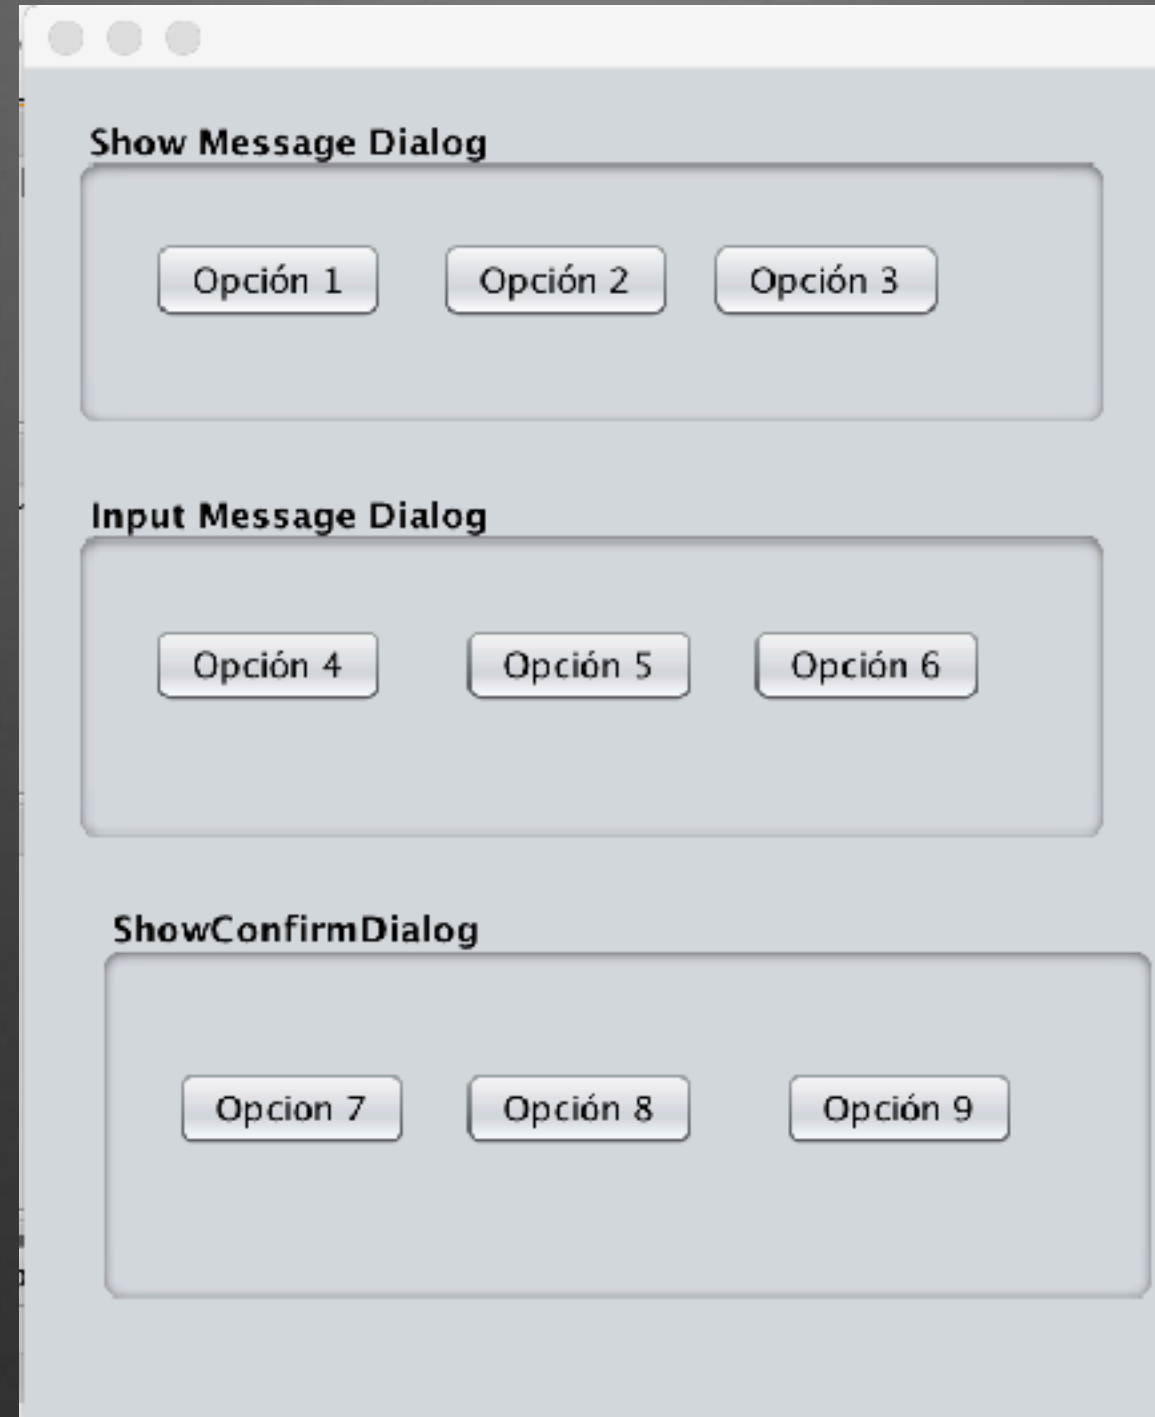 Show Message Dialog
Opción 1 Opción 2 Opción 3
Input Message Dialog
Opción 4 Opción 5 Opción 6
ShowConfirmDialog
Opcion 7 Opción 8 Opción 9